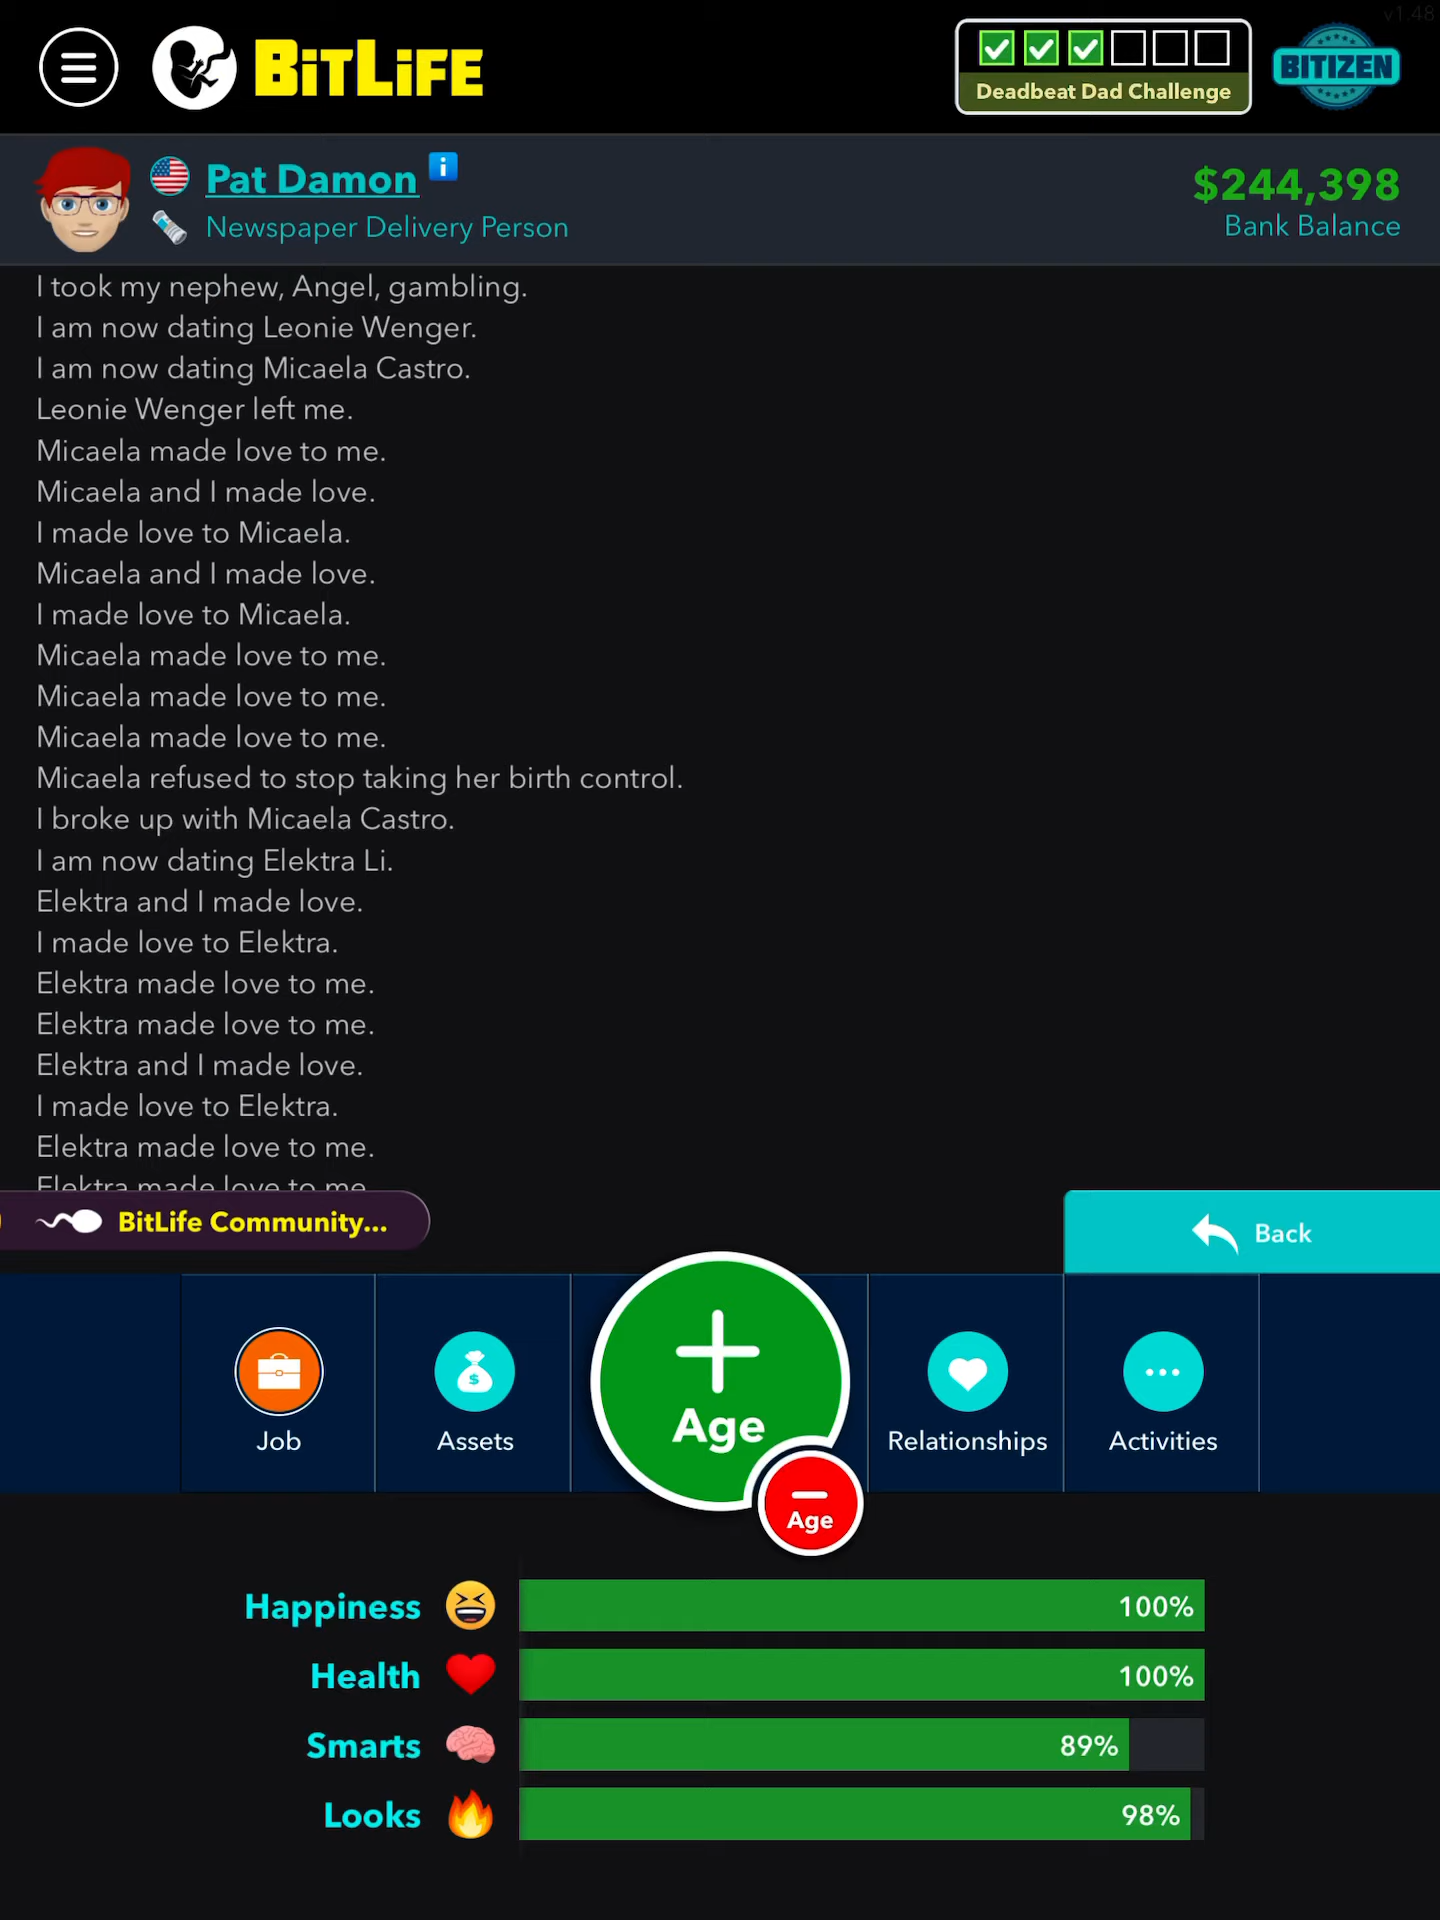 v1.48
BiTLiFE
Deadbeat Dad Challenge
BITIZEN
Pat Damon
$244,398
Newspaper Delivery Person
Bank Balance
I took my nephew, Angel, gambling.
I am now dating Leonie Wenger.
I am now dating Micaela Castro.
Leonie Wenger left me.
Micaela made love to me.
Micaela and I made love.
I made love to Micaela.
Micaela and I made love.
I made love to Micaela.
Micaela made love to me.
Micaela made love to me.
Micaela made love to me.
Micaela refused to stop taking her birth control.
I broke up with Micaela Castro.
I am now dating Elektra Li.
Elektra and I made love.
I made love to Elektra.
Elektra made love to me.
Elektra made love to me.
Elektra and I made love.
I made love to Elektra.
Elektra made love to me.
Elektra made love to me
BitLife Community...
Back
Job
Assets
Age
Relationships
Activities
Age
Happiness 100%
Health 100%
Smarts 89%
Looks 98%